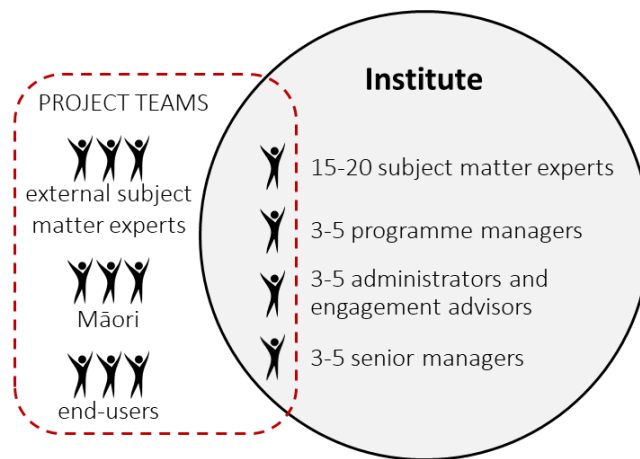 PROJECT TEAMS
external subject
matter experts
Māori
end-users
Institute
15-20 subject matter experts
3-5 programme managers
3-5 administrators and
engagement advisors
3-5 senior managers